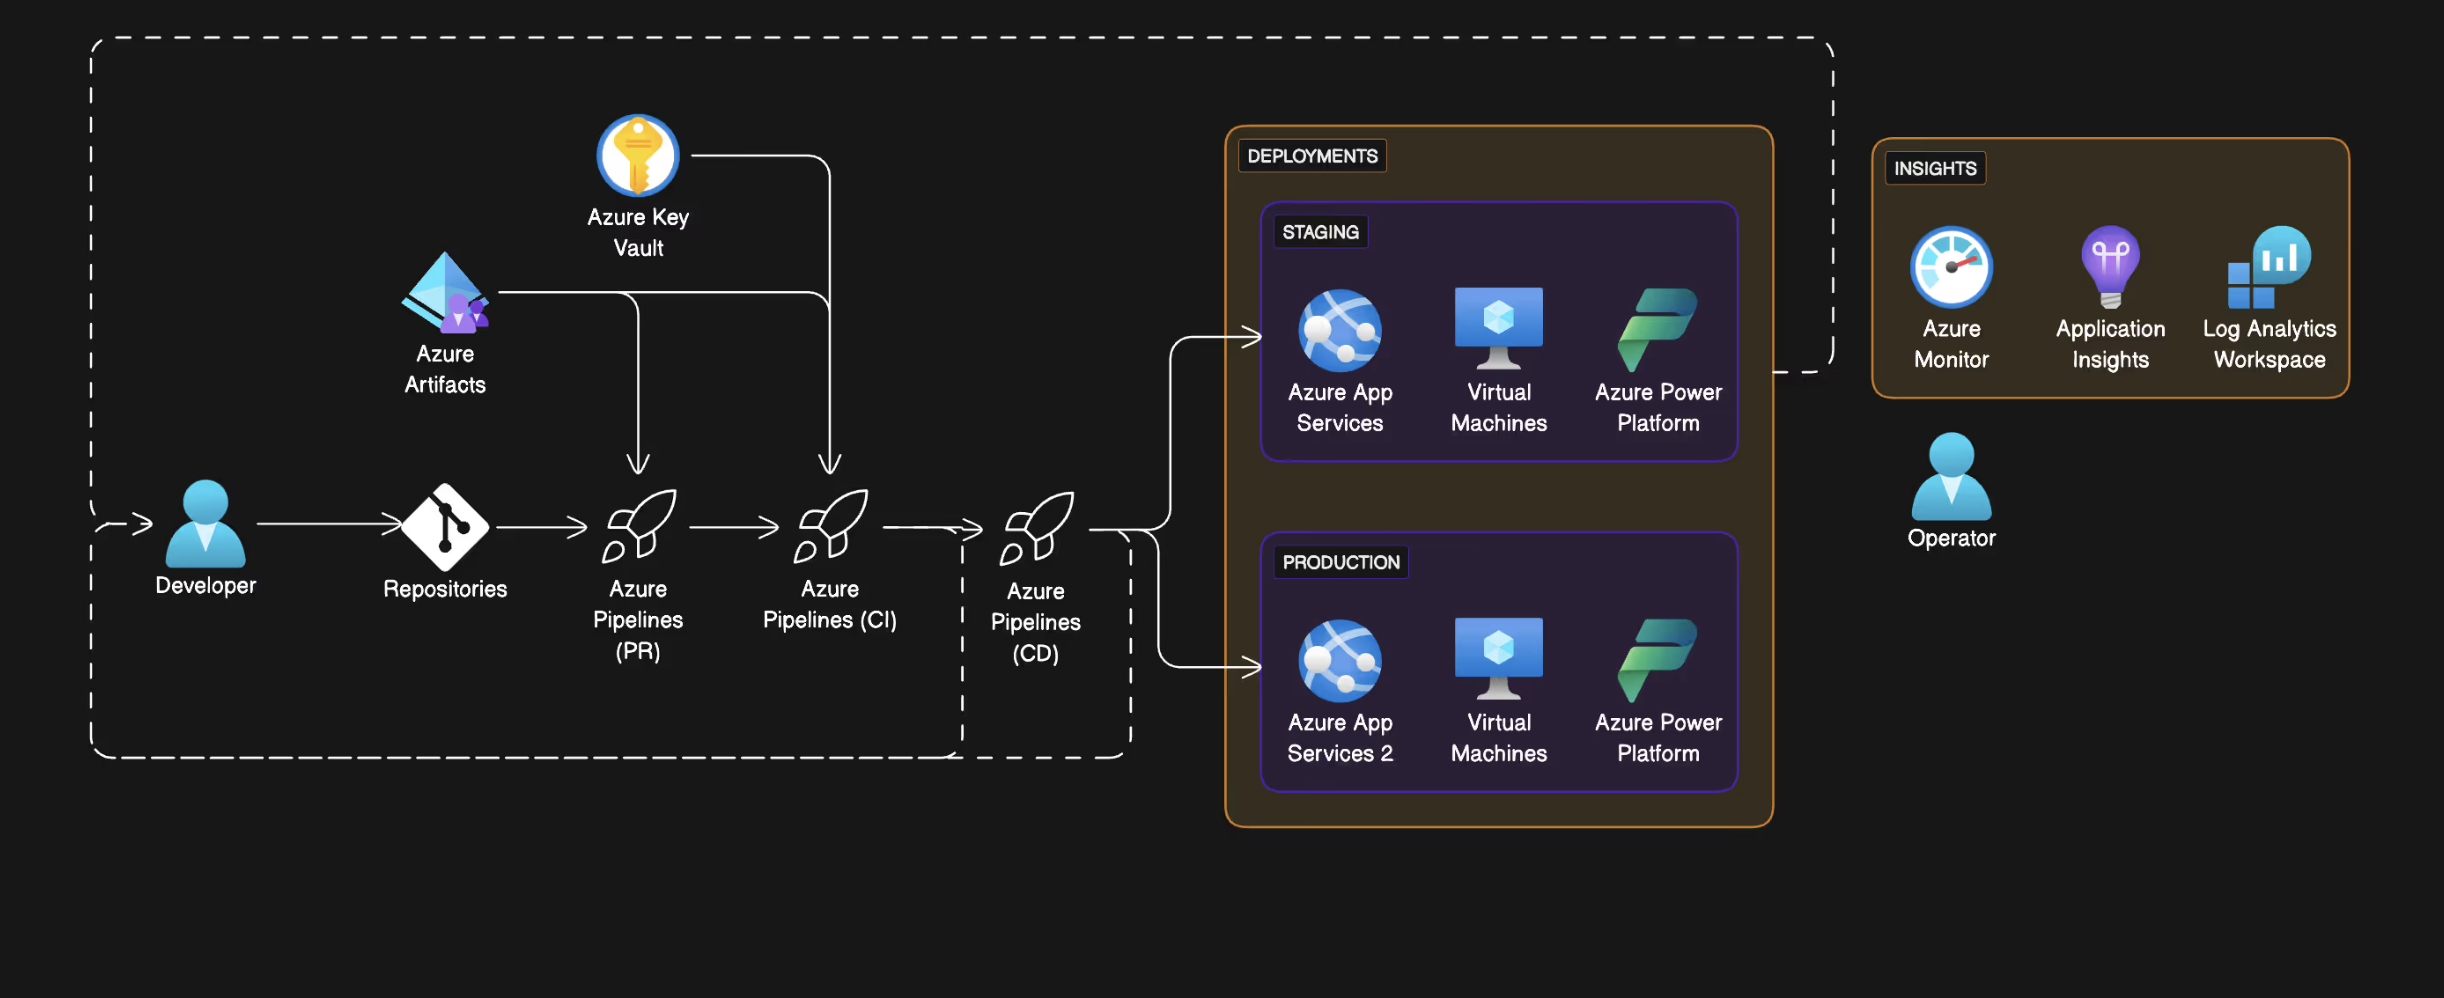 Azure Key
Vault
Azure
Artifacts
Developer
Repositories
Azure
Pipelines
(PR)
Azure
Pipelines (CI)
Azure
Pipelines
(CD)
DEPLOYMENTS
STAGING
Azure App
Services
Virtual
Machines
Azure Power
Platform
PRODUCTION
Azure App
Services 2
Virtual
Machines
Azure Power
Platform
INSIGHTS
Azure
Monitor
Application
Insights
Log Analytics
Workspace
Operator